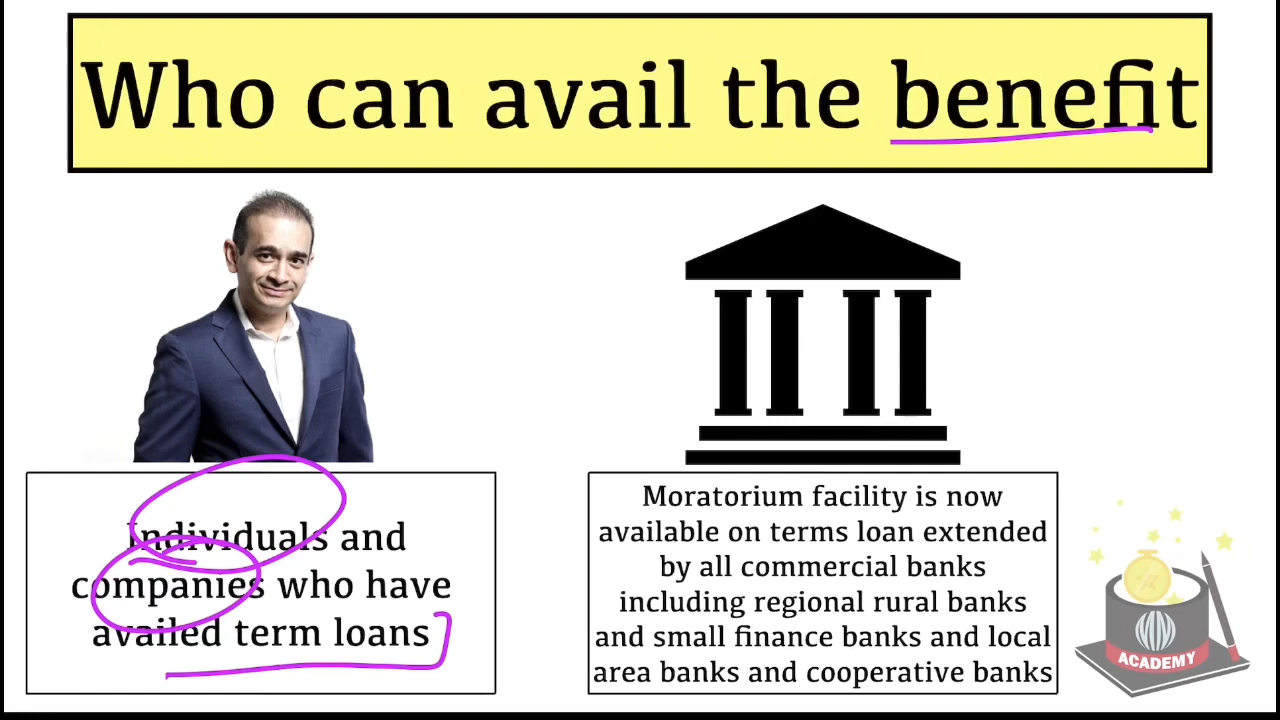 Who can avail the benefit
Individuals and
companies who have
availed term loans
Moratorium facility is now
available on terms loan extended
by all commercial banks
including regional rural banks
and small finance banks and local
area banks and cooperative banks
ACADEMY